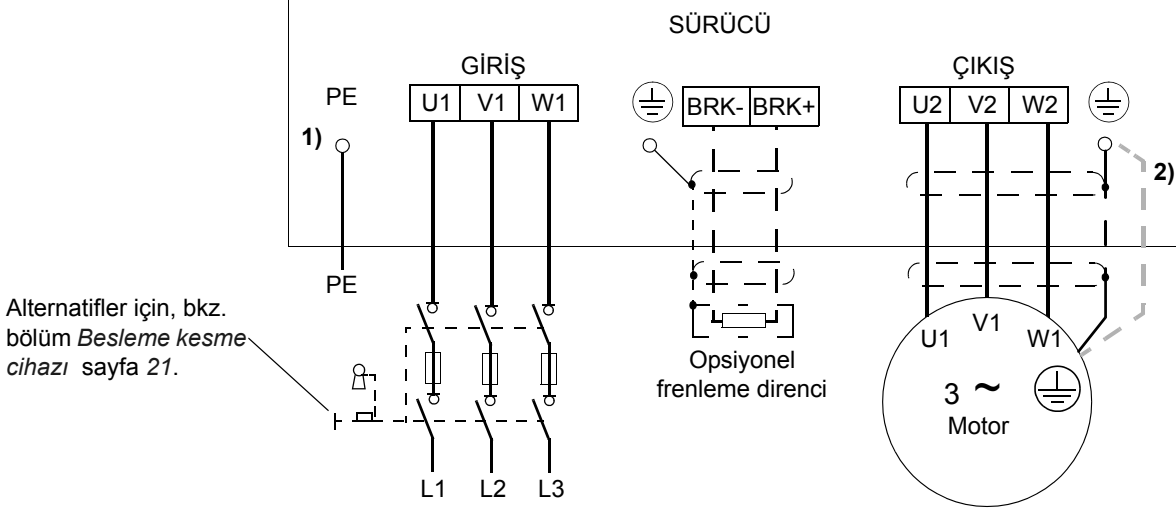 SÜRÜCÜ
GİRİŞ
ÇIKIŞ
PE
U1 V1 W1
BRK- BRK+
U2 V2 W2
1)
2)
PE
Alternatifler için, bkz.
bölüm Besleme kesme
cihazı sayfa 21.
Opsiyonel
frenleme direnci
U1 V1 W1
3 ~
Motor
L1 L2 L3